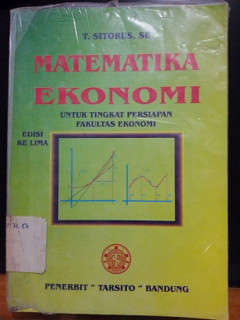 T. SITORUS, SE
MATEMATIKA
EKONOMI
UNTUK TINGKAT PERSIAPAN
FAKULTAS EKONOMI
EDISI
KE LIMA
PENERBIT " TARSITO " BANDUNG